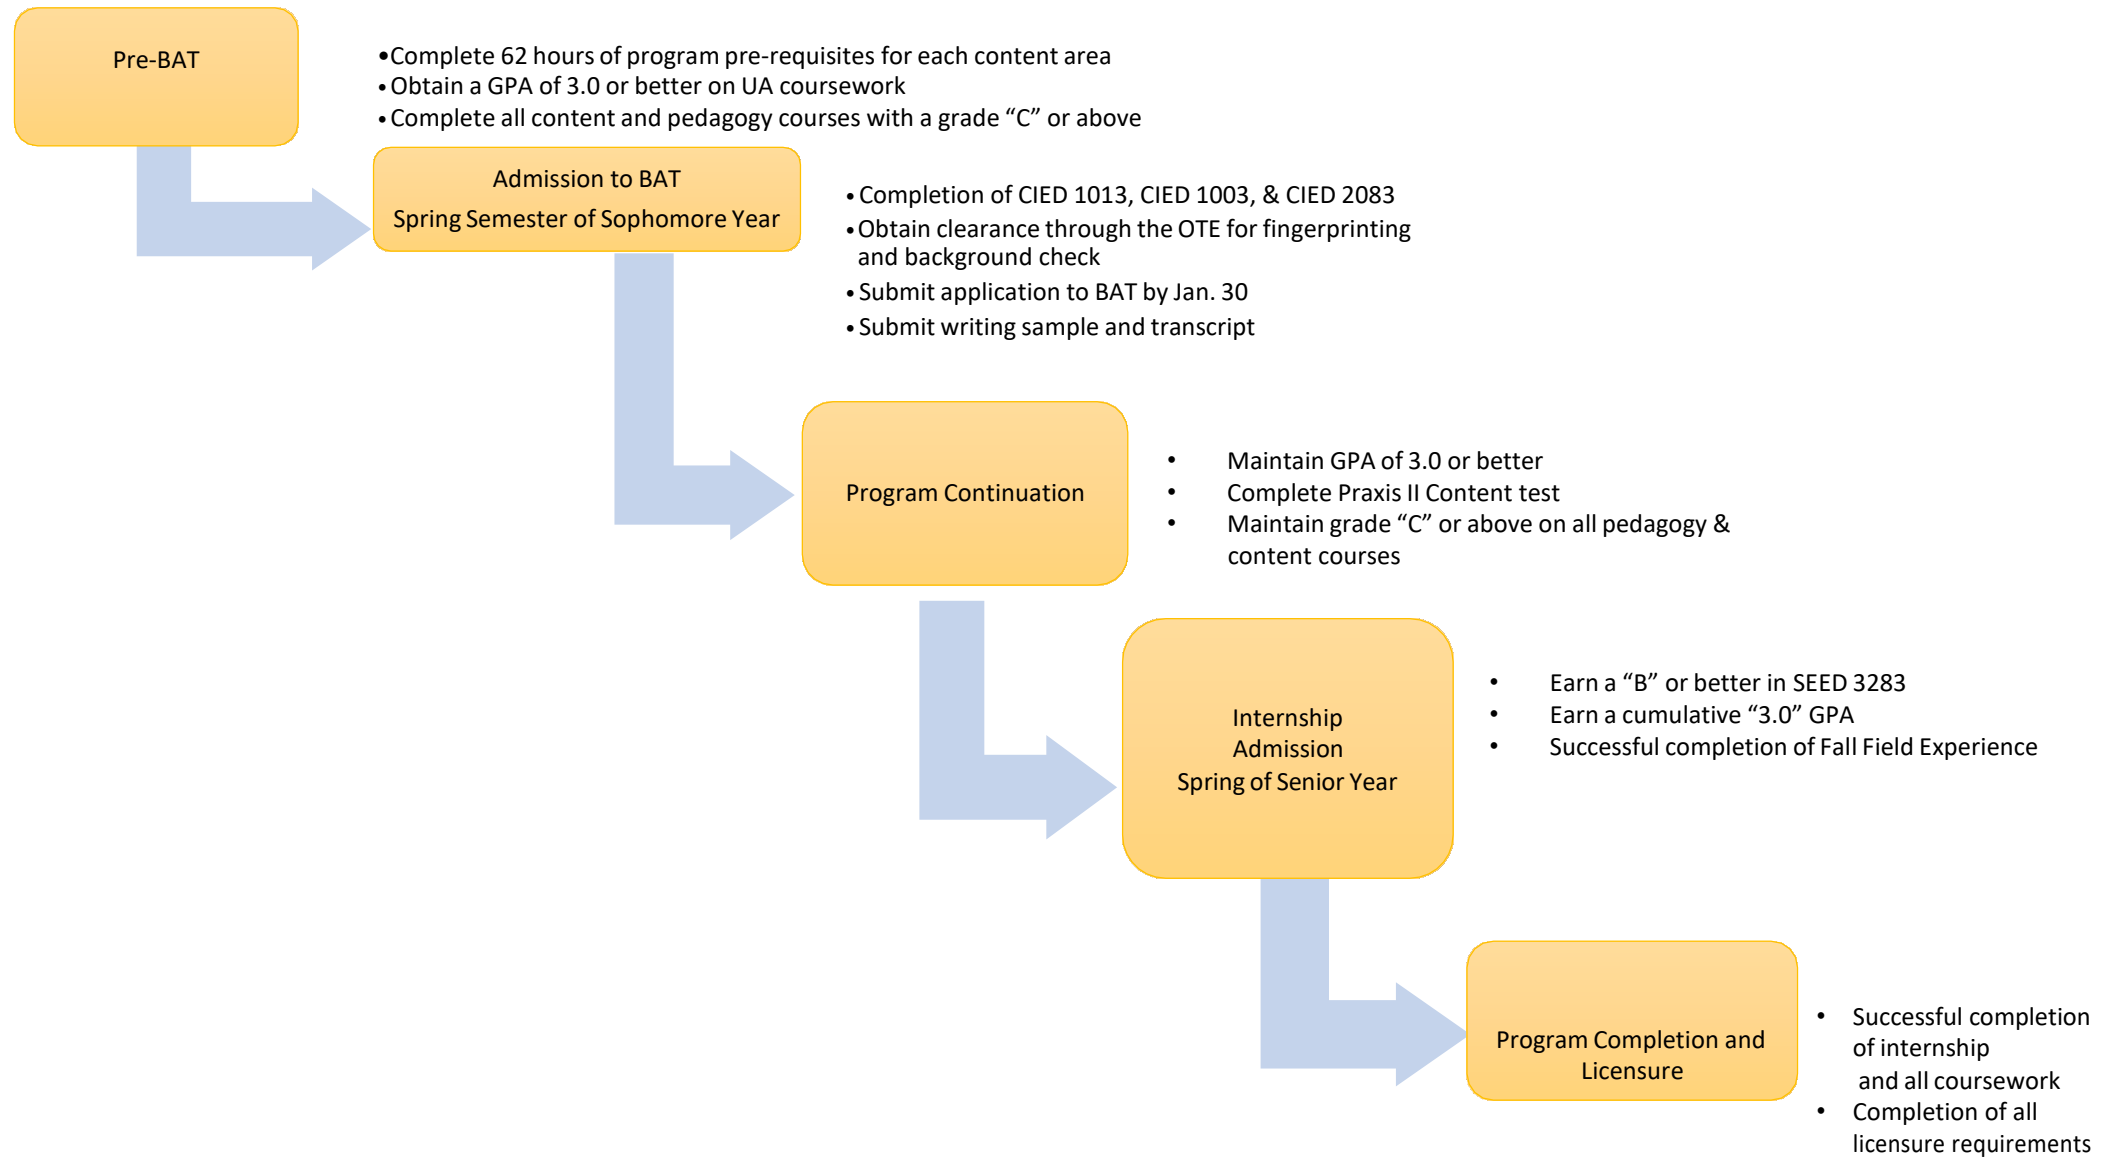 Pre-BAT
•Complete 62 hours of program pre-requisites for each content area
•Obtain a GPA of 3.0 or better on UA coursework
•Complete all content and pedagogy courses with a grade “C” or above
Admission to BAT
Spring Semester of Sophomore Year
•Completion of CIED 1013, CIED 1003, & CIED 2083
•Obtain clearance through the OTE for fingerprinting
and background check
•Submit application to BAT by Jan. 30
•Submit writing sample and transcript
Program Continuation
• Maintain GPA of 3.0 or better
• Complete Praxis II Content test
• Maintain grade “C” or above on all pedagogy &
content courses
Internship
Admission
Spring of Senior Year
• Earn a “B” or better in SEED 3283
• Earn a cumulative “3.0” GPA
• Successful completion of Fall Field Experience
Program Completion and
Licensure
• Successful completion
of internship
and all coursework
• Completion of all
licensure requirements